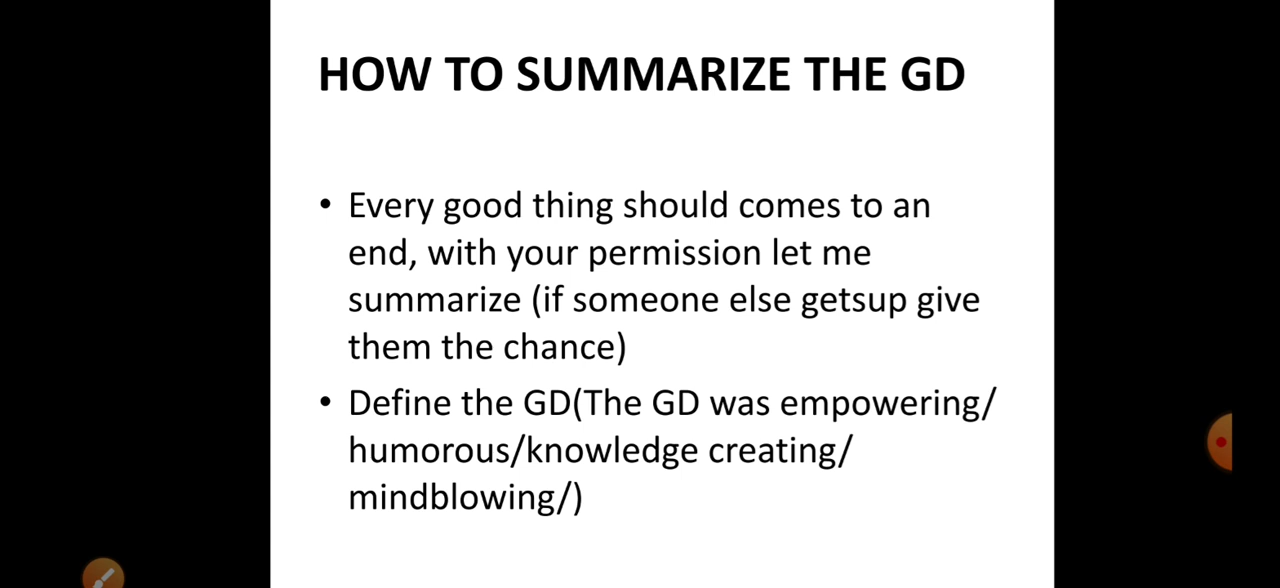 HOW TO SUMMARIZE THE GD
• Every good thing should comes to an
end, with your permission let me
summarize (if someone else getsup give
them the chance)
• Define the GD(The GD was empowering/
humorous/knowledge creating/
mindblowing/)